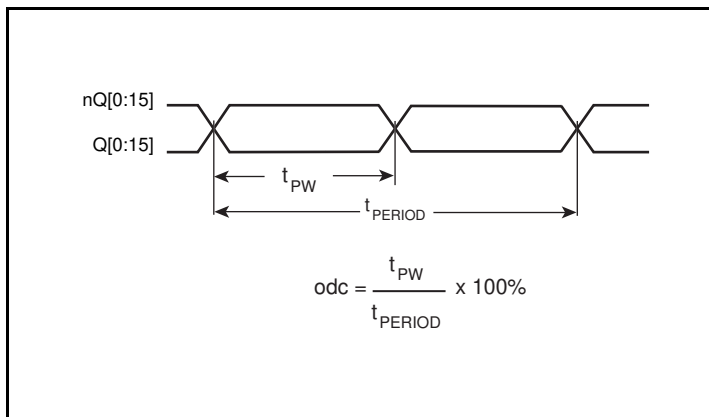 nQ[0:15]
Q[0:15]
tPW
tPERIOD
odc = tPW / tPERIOD x 100%